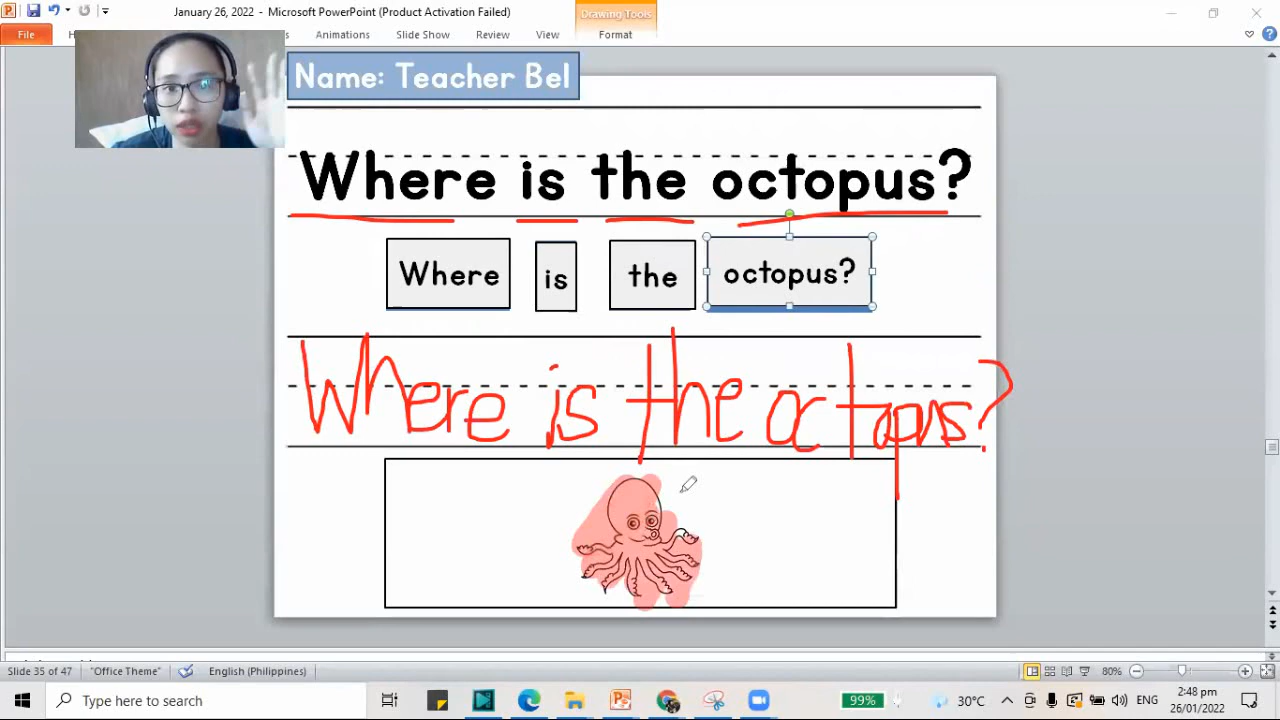 January 26, 2022 - Microsoft PowerPoint (Product Activation Failed)
Drawing Tools
File
Animations
Slide Show
Review
View
Format
Name: Teacher Bel
Where is the octopus?
Where
is
the
octopus?
Where is the octopus?
Slide 35 of 47
"Office Theme"
English (Philippines)
80%
Type here to search
99%
30°C
ENG
2:48 pm
26/01/2022